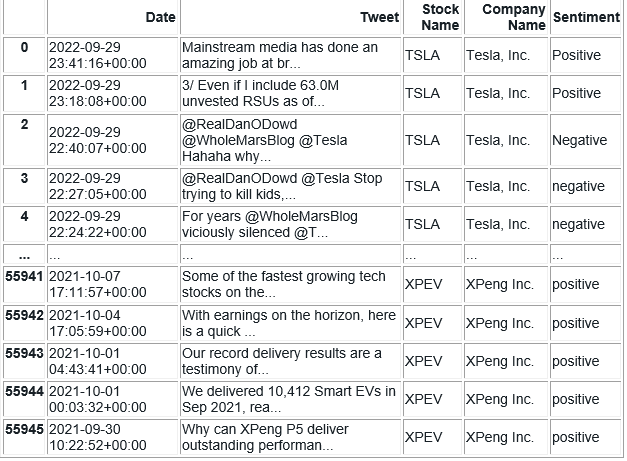 Date Tweet Stock Name Company Name Sentiment
0 2022-09-29 23:41:16+00:00 Mainstream media has done an amazing job at br... TSLA Tesla, Inc. Positive
1 2022-09-29 23:18:08+00:00 3/ Even if I include 63.0M unvested RSUs as of... TSLA Tesla, Inc. Positive
2 2022-09-29 22:40:07+00:00 @RealDanODowd @WholeMarsBlog @Tesla Hahaha why... TSLA Tesla, Inc. Negative
3 2022-09-29 22:27:05+00:00 @RealDanODowd @Tesla Stop trying to kill kids,... TSLA Tesla, Inc. negative
4 2022-09-29 22:24:22+00:00 For years @WholeMarsBlog viciously silenced @T... TSLA Tesla, Inc. negative
... ... ... ... ... ...
55941 2021-10-07 17:11:57+00:00 Some of the fastest growing tech stocks on the... XPEV XPeng Inc. positive
55942 2021-10-04 17:05:59+00:00 With earnings on the horizon, here is a quick ... XPEV XPeng Inc. positive
55943 2021-10-01 04:43:41+00:00 Our record delivery results are a testimony of... XPEV XPeng Inc. positive
55944 2021-10-01 00:03:32+00:00 We delivered 10,412 Smart EVs in Sep 2021, rea... XPEV XPeng Inc. positive
55945 2021-09-30 10:22:52+00:00 Why can XPeng P5 deliver outstanding performan... XPEV XPeng Inc. positive